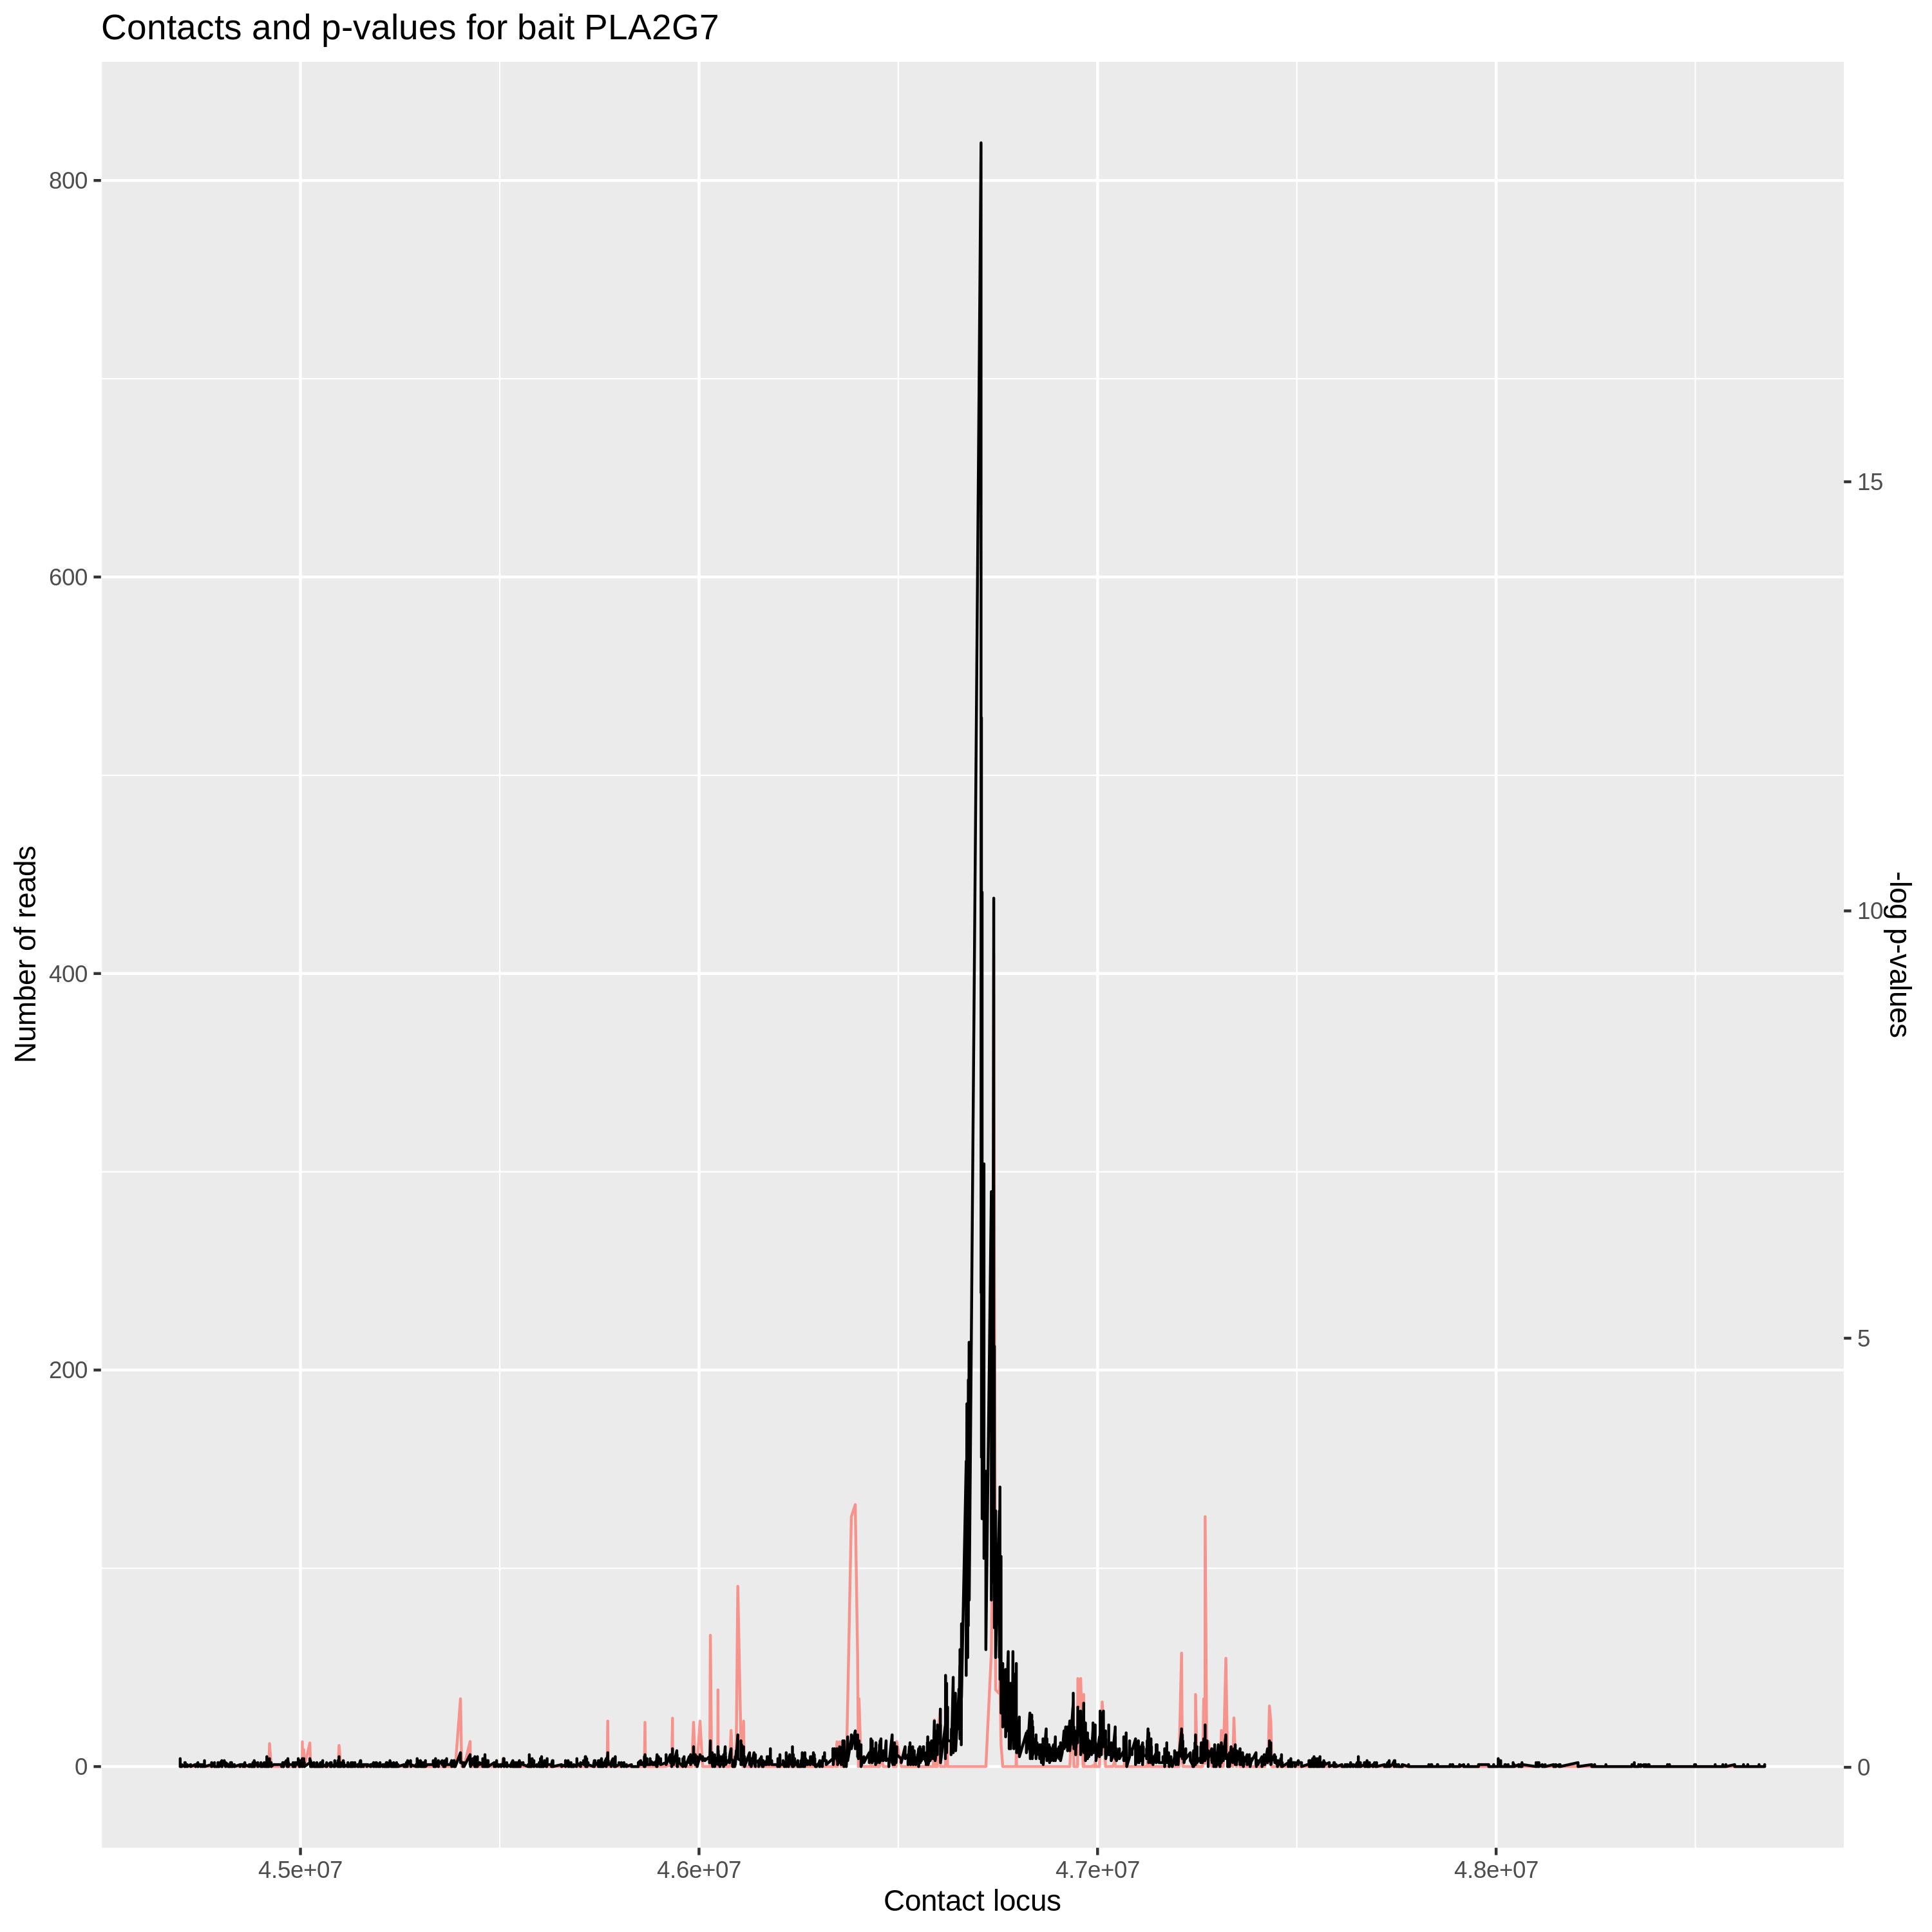 Contacts and p-values for bait PLA2G7
800
600
400
200
0
Number of reads
15
10
5
0
-log p-values
4.5e+07 4.6e+07 4.7e+07 4.8e+07
Contact locus